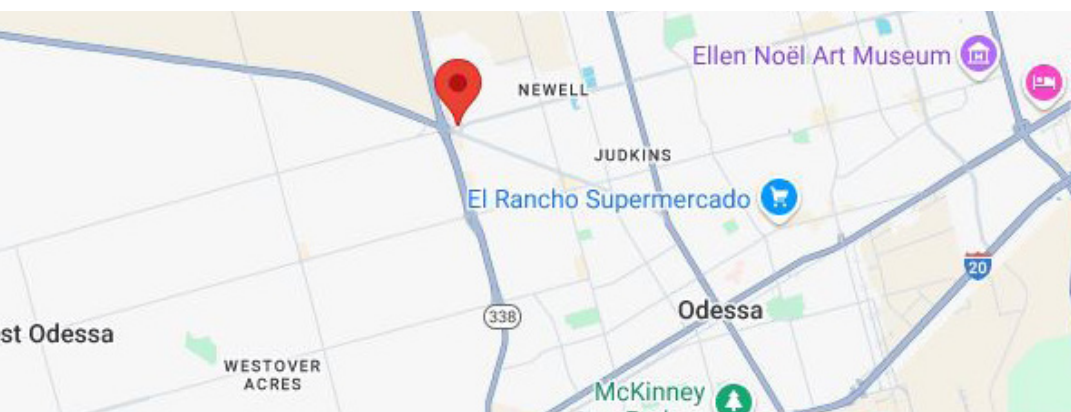 Ellen Noël Art Museum
NEWELL
JUDKINS
El Rancho Supermercado
20
Odessa
338
st Odessa
WESTOVER
ACRES
McKinney